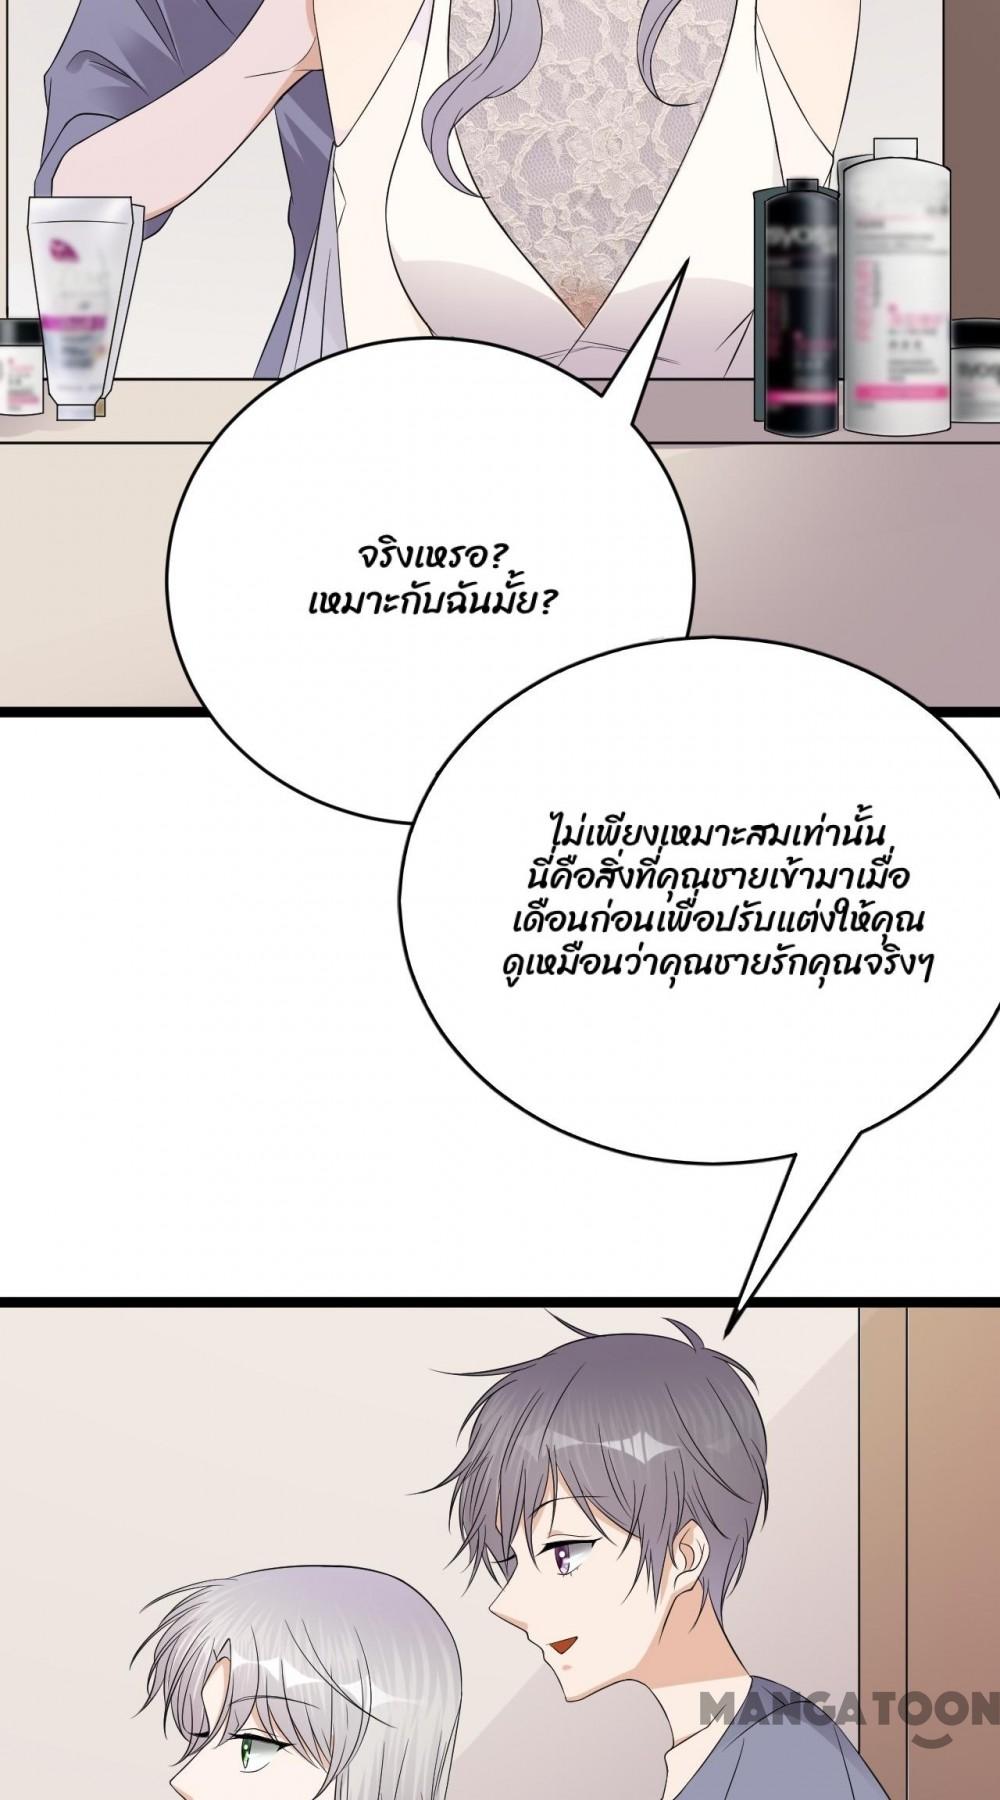 SYOSS
จริงเหรอ?
เหมาะกับฉันมั้ย?
ไม่เพียงเหมาะสมเท่านั้น
นี่คือสิ่งที่คุณชายเข้ามาเมื่อ
เดือนก่อนเพื่อปรับแต่งให้คุณ
ดูเหมือนว่าคุณชายรักคุณจริงๆ
MANGATOON